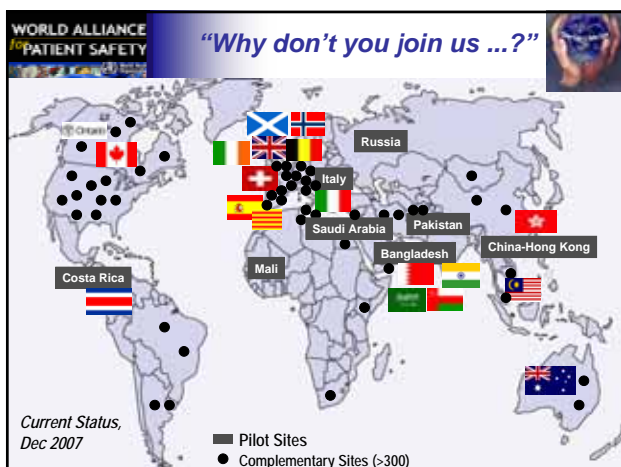 WORLD ALLIANCE
for PATIENT SAFETY
“Why don’t you join us ...?”
Ontario
Russia
Italy
Saudi Arabia
Pakistan
China-Hong Kong
Mali
Bangladesh
Costa Rica
Current Status,
Dec 2007
Pilot Sites
Complementary Sites (>300)